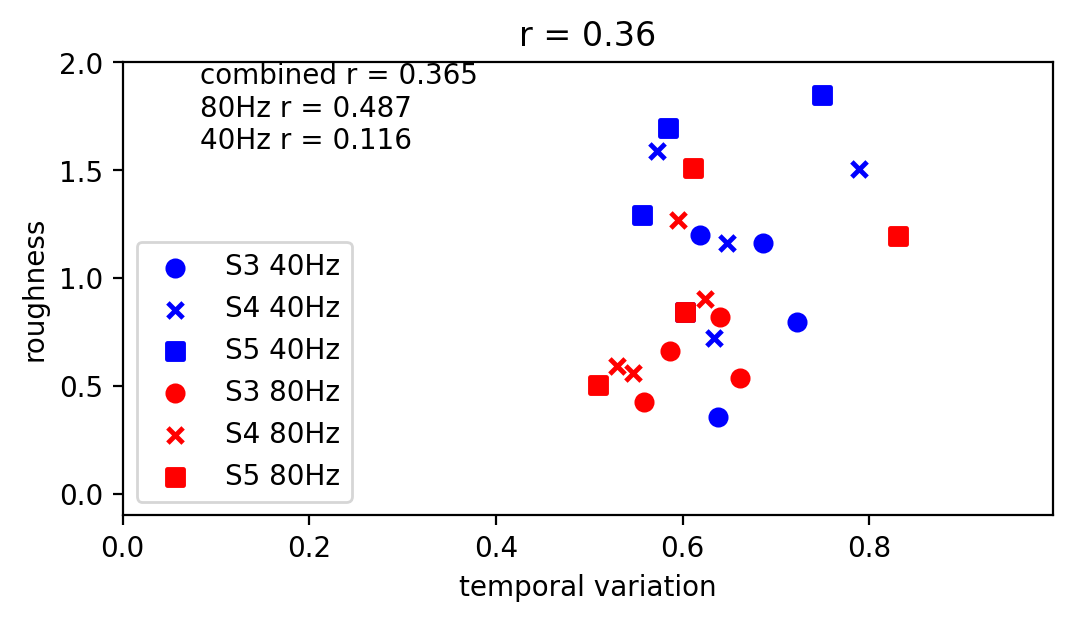 r = 0.36
combined r = 0.365
80Hz r = 0.487
40Hz r = 0.116
2.0
1.5
1.0
0.5
0.0
roughness
S3 40Hz
S4 40Hz
S5 40Hz
S3 80Hz
S4 80Hz
S5 80Hz
0.0 0.2 0.4 0.6 0.8
temporal variation